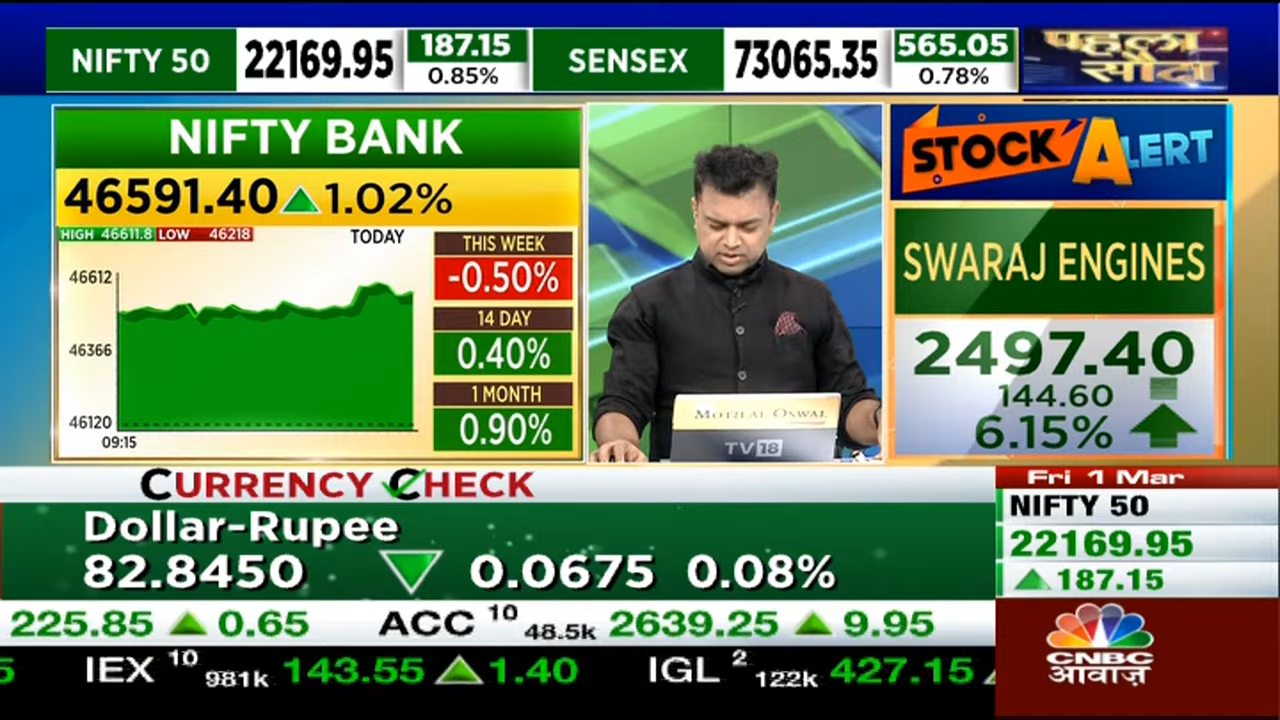 NIFTY 50 22169.95 187.15 0.85% SENSEX 73065.35 565.05 0.78% पहला सौदा
NIFTY BANK
46591.40 1.02%
HIGH 46611.8 LOW 46218 TODAY
46612
46366
46120
09:15
THIS WEEK
-0.50%
14 DAY
0.40%
1 MONTH
0.90%
MOTILAL OSWAL
TV18
STOCK ALERT
SWARAJ ENGINES
2497.40
144.60
6.15%
CURRENCY CHECK
Dollar-Rupee
82.8450 0.0675 0.08%
Fri 1 Mar
NIFTY 50
22169.95
187.15
225.85 0.65 ACC 10 48.5k 2639.25 9.95
5 IEX 10 981k 143.55 1.40 IGL 2 122k 427.15
CNBC
आवाज़